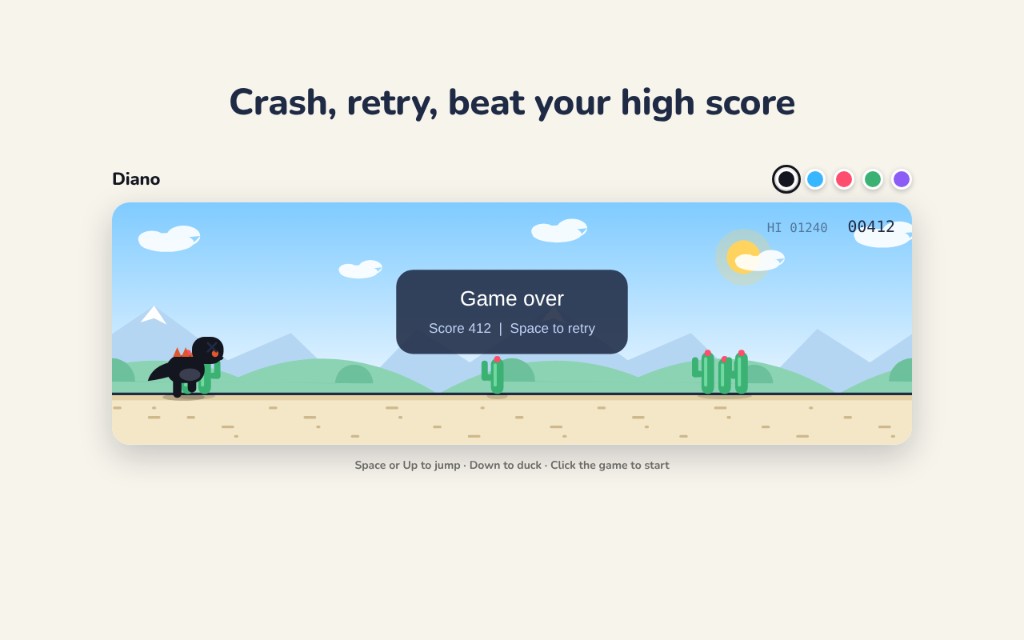 Crash, retry, beat your high score
Diano
HI 01240 00412
Game over
Score 412 | Space to retry
Space or Up to jump · Down to duck · Click the game to start